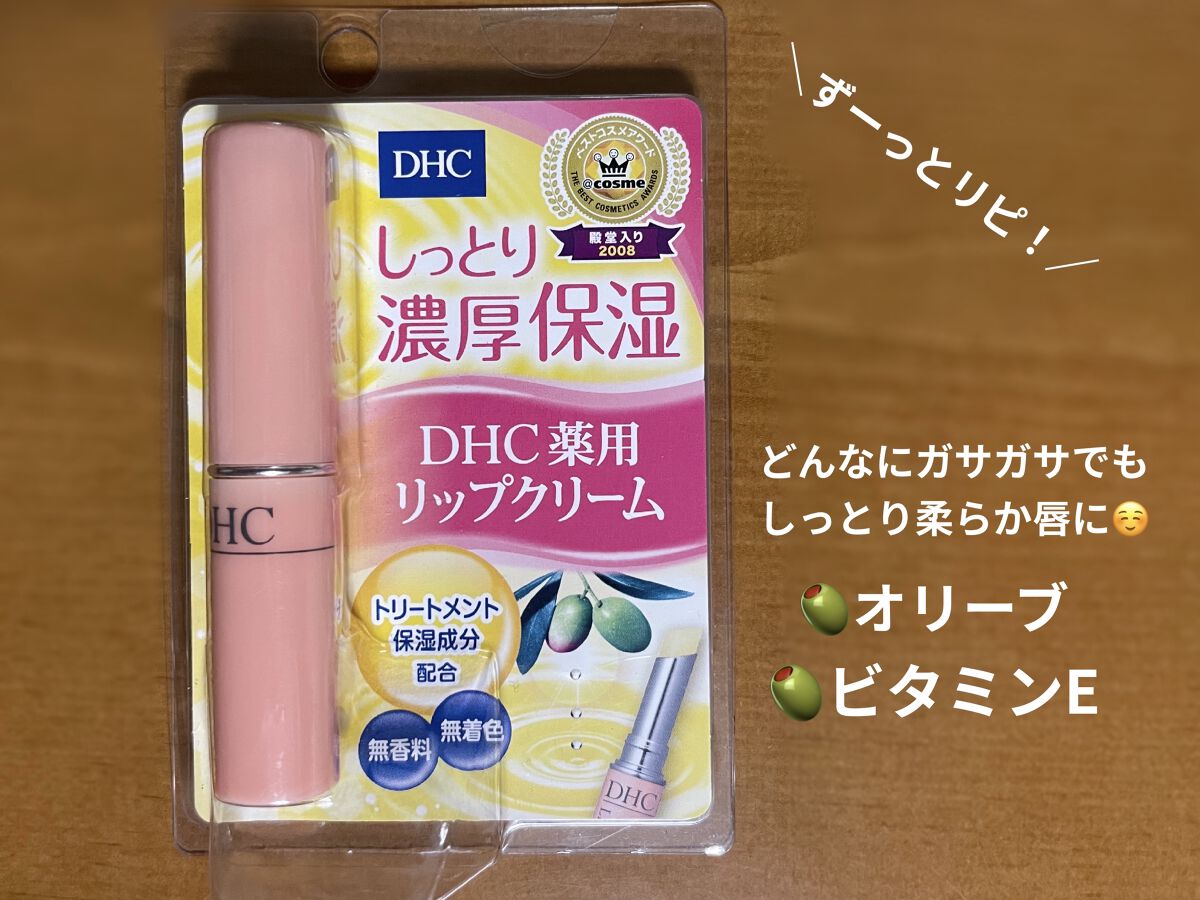 DHC
ベストコスメアワード
@cosme
THE BEST COSMETICS AWARDS
殿堂入り
2008
しっとり
濃厚保湿
DHC薬用
リップクリーム
HC
トリートメント
保湿成分
配合
無香料
無着色
DHC
ずーっとリピ！
どんなにガサガサでも
しっとり柔らか唇に☺️
🫒オリーブ
🫒ビタミンE